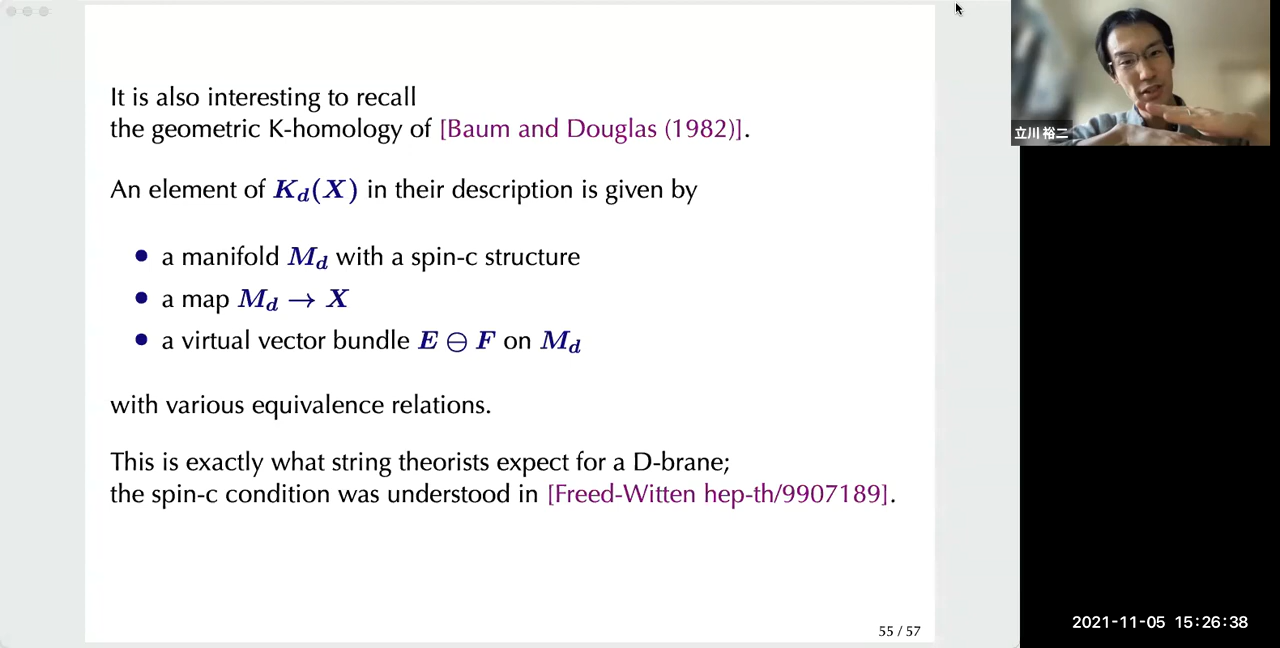 It is also interesting to recall
the geometric K-homology of [Baum and Douglas (1982)].
An element of K_d(X) in their description is given by
• a manifold M_d with a spin-c structure
• a map M_d → X
• a virtual vector bundle E ⊖ F on M_d
with various equivalence relations.
This is exactly what string theorists expect for a D-brane;
the spin-c condition was understood in [Freed-Witten hep-th/9907189].
55 / 57
立川 裕二
2021-11-05 15:26:38